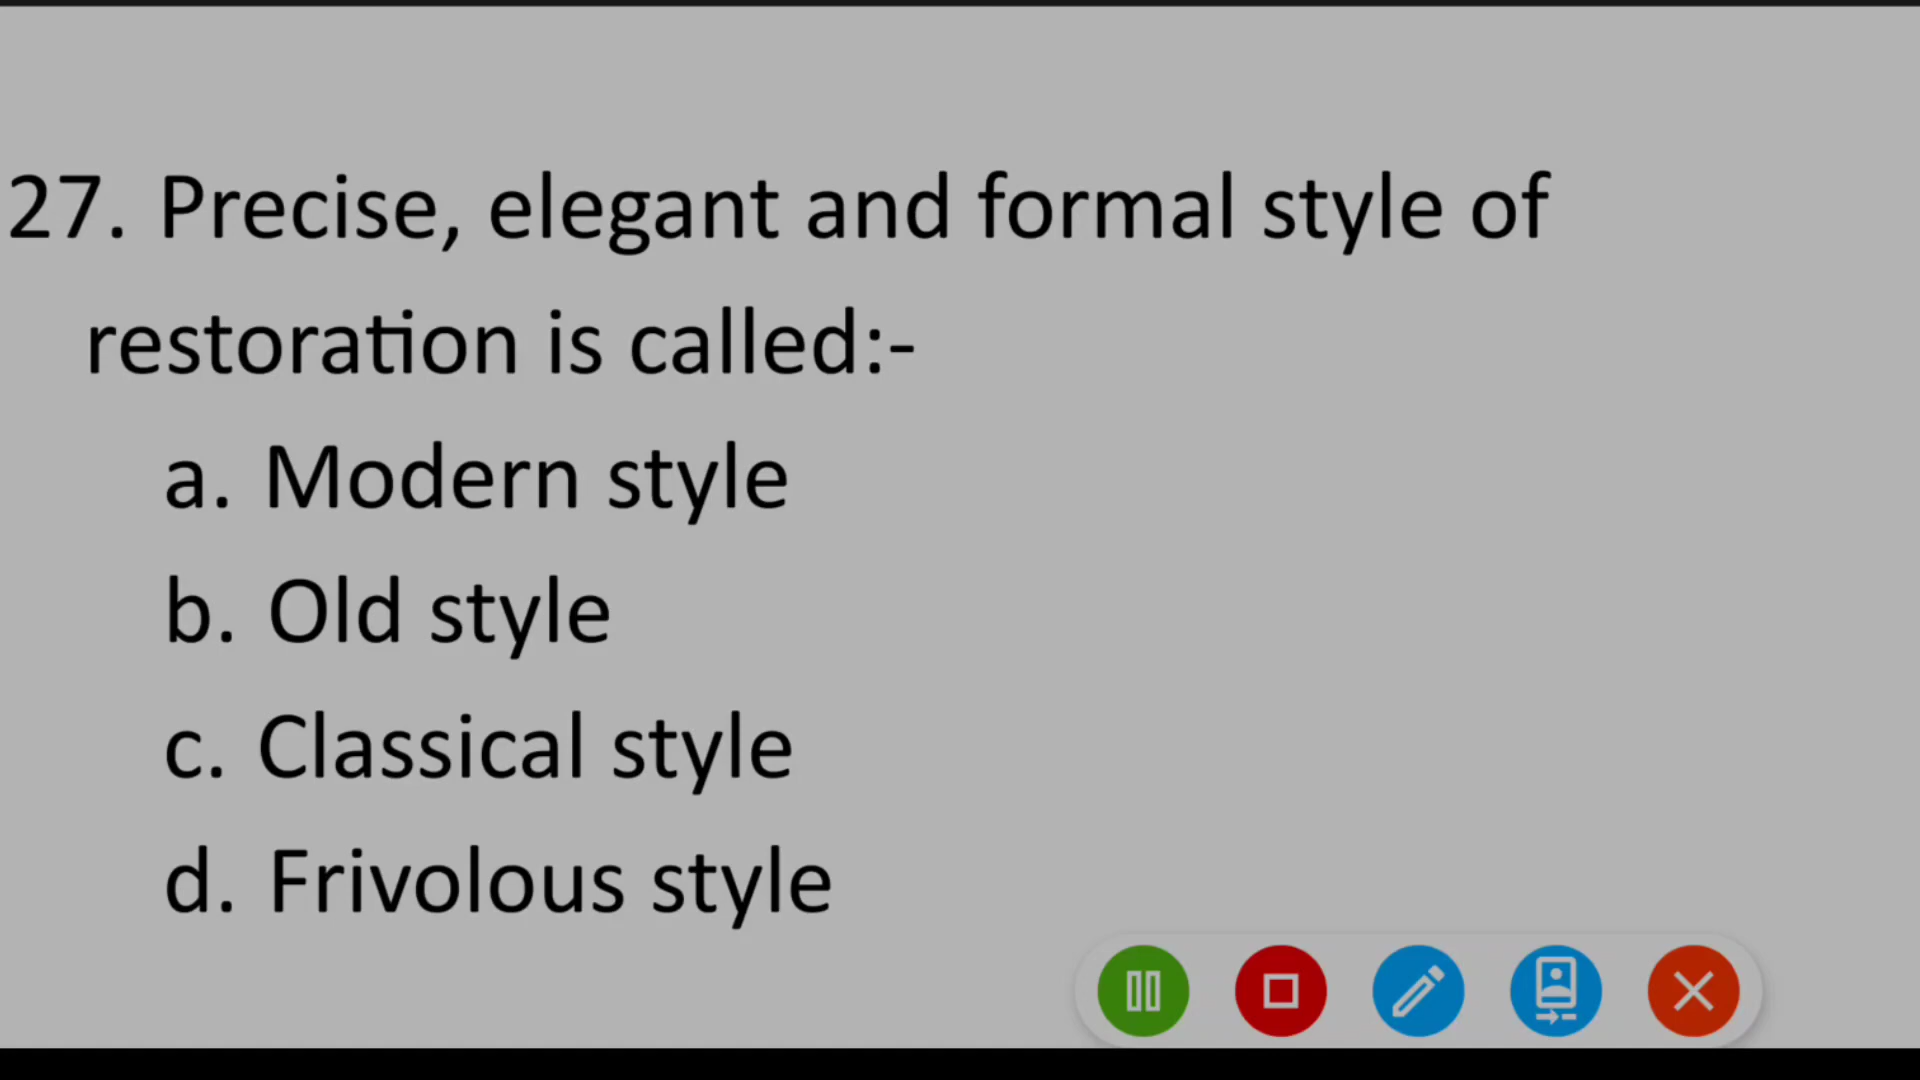 27. Precise, elegant and formal style of
restoration is called:-
a. Modern style
b. Old style
c. Classical style
d. Frivolous style